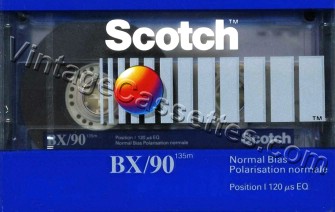 Scotch™
BX/90 135m
Position I 120 µs EQ
Normal Bias Polarisation normale
Scotch
BX/90 135m
Normal Bias
Polarisation normale
Position I 120 µs EQ
VintageCassettes.com